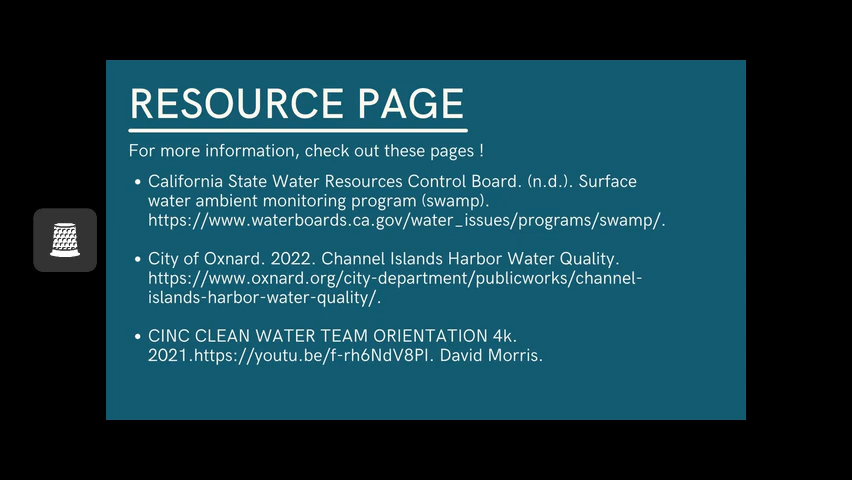 RESOURCE PAGE
For more information, check out these pages !
• California State Water Resources Control Board. (n.d.). Surface
water ambient monitoring program (swamp).
https://www.waterboards.ca.gov/water_issues/programs/swamp/.
• City of Oxnard. 2022. Channel Islands Harbor Water Quality.
https://www.oxnard.org/city-department/publicworks/channel-
islands-harbor-water-quality/.
• CINC CLEAN WATER TEAM ORIENTATION 4k.
2021.https://youtu.be/f-rh6NdV8PI. David Morris.